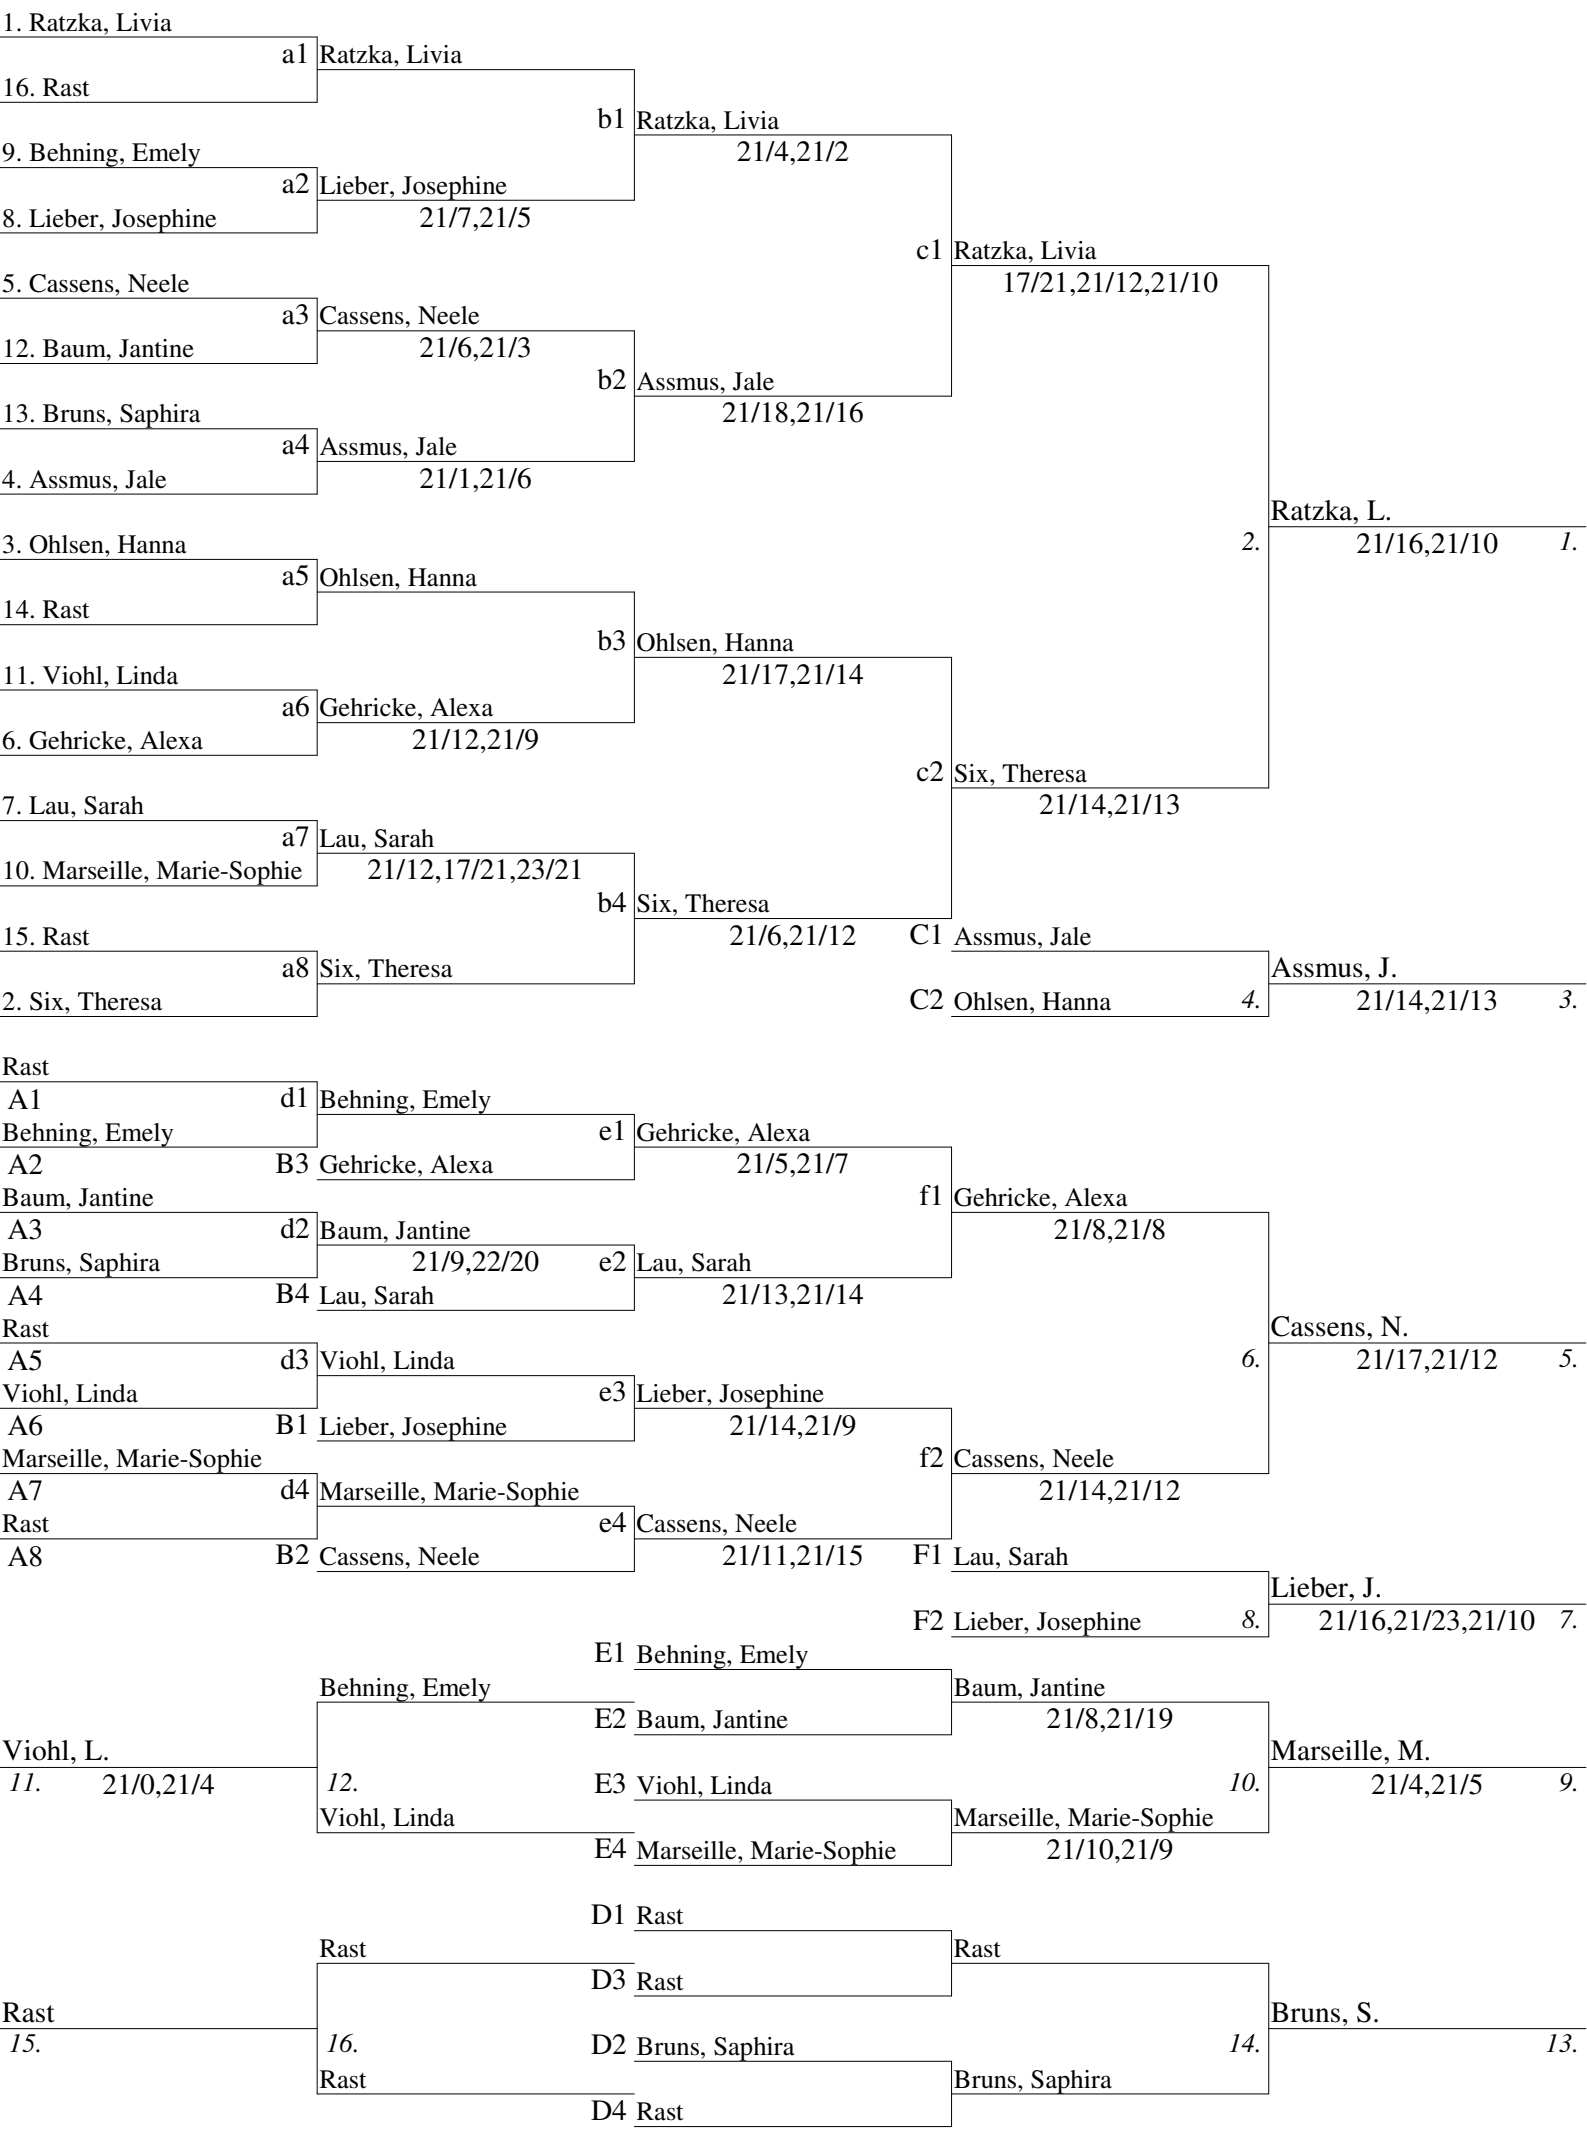 1. Ratzka, Livia
a1 Ratzka, Livia
16. Rast
b1 Ratzka, Livia
21/4,21/2
9. Behning, Emely
a2 Lieber, Josephine
8. Lieber, Josephine
21/7,21/5
c1 Ratzka, Livia
17/21,21/12,21/10
5. Cassens, Neele
a3 Cassens, Neele
12. Baum, Jantine
21/6,21/3
b2 Assmus, Jale
21/18,21/16
13. Bruns, Saphira
a4 Assmus, Jale
4. Assmus, Jale
21/1,21/6
Ratzka, L.
2.
21/16,21/10
1.
3. Ohlsen, Hanna
a5 Ohlsen, Hanna
14. Rast
b3 Ohlsen, Hanna
21/17,21/14
11. Viohl, Linda
a6 Gehricke, Alexa
6. Gehricke, Alexa
21/12,21/9
c2 Six, Theresa
21/14,21/13
7. Lau, Sarah
a7 Lau, Sarah
10. Marseille, Marie-Sophie
21/12,17/21,23/21
b4 Six, Theresa
21/6,21/12
15. Rast
C1 Assmus, Jale
a8 Six, Theresa
Assmus, J.
2. Six, Theresa
C2 Ohlsen, Hanna
4.
21/14,21/13
3.
Rast
A1
d1 Behning, Emely
Behning, Emely
e1 Gehricke, Alexa
A2
B3 Gehricke, Alexa
21/5,21/7
Baum, Jantine
f1 Gehricke, Alexa
A3
d2 Baum, Jantine
21/8,21/8
Bruns, Saphira
21/9,22/20
e2 Lau, Sarah
A4
B4 Lau, Sarah
21/13,21/14
Rast
Cassens, N.
A5
d3 Viohl, Linda
6.
21/17,21/12
5.
Viohl, Linda
e3 Lieber, Josephine
A6
B1 Lieber, Josephine
21/14,21/9
Marseille, Marie-Sophie
f2 Cassens, Neele
A7
d4 Marseille, Marie-Sophie
21/14,21/12
Rast
e4 Cassens, Neele
A8
B2 Cassens, Neele
21/11,21/15
F1 Lau, Sarah
Lieber, J.
F2 Lieber, Josephine
8.
21/16,21/23,21/10
7.
E1 Behning, Emely
Behning, Emely
Baum, Jantine
E2 Baum, Jantine
21/8,21/19
Viohl, L.
Marseille, M.
11.
21/0,21/4
12.
E3 Viohl, Linda
10.
21/4,21/5
9.
Viohl, Linda
Marseille, Marie-Sophie
E4 Marseille, Marie-Sophie
21/10,21/9
D1 Rast
Rast
Rast
D3 Rast
Rast
Bruns, S.
15.
16.
D2 Bruns, Saphira
14.
13.
Rast
Bruns, Saphira
D4 Rast